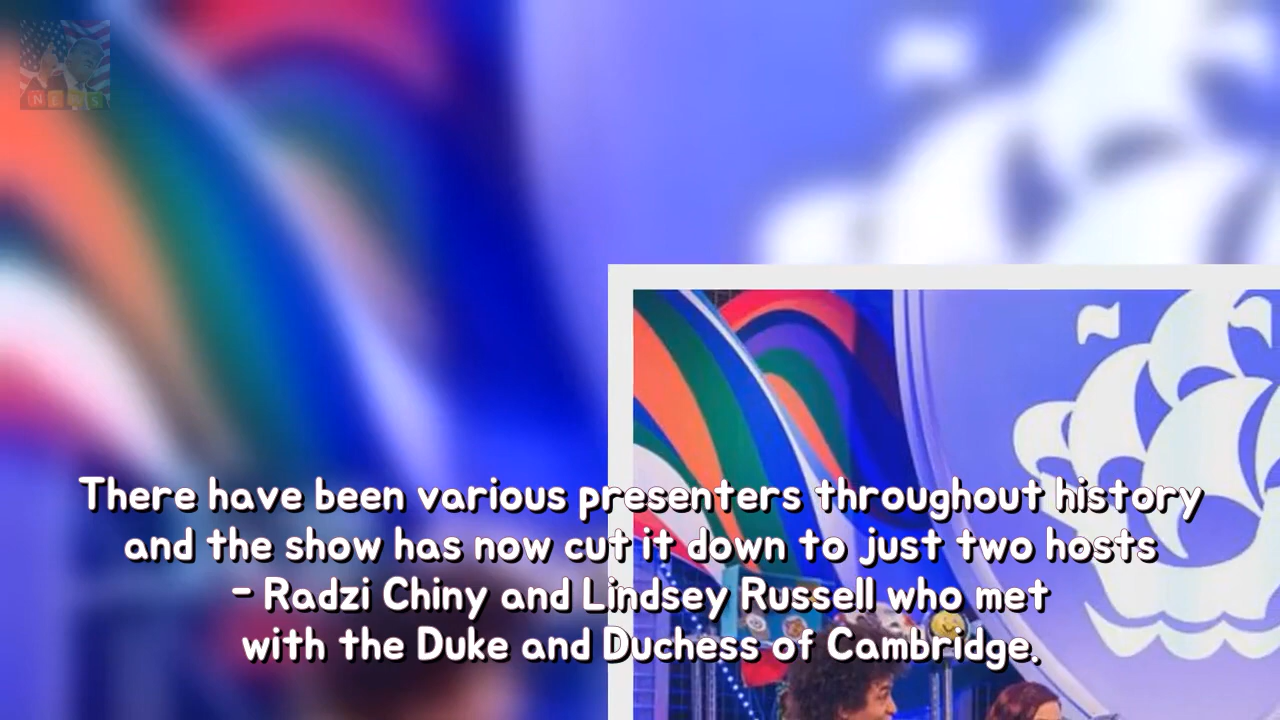 NEWS
There have been various presenters throughout history
and the show has now cut it down to just two hosts
- Radzi Chiny and Lindsey Russell who met
with the Duke and Duchess of Cambridge.